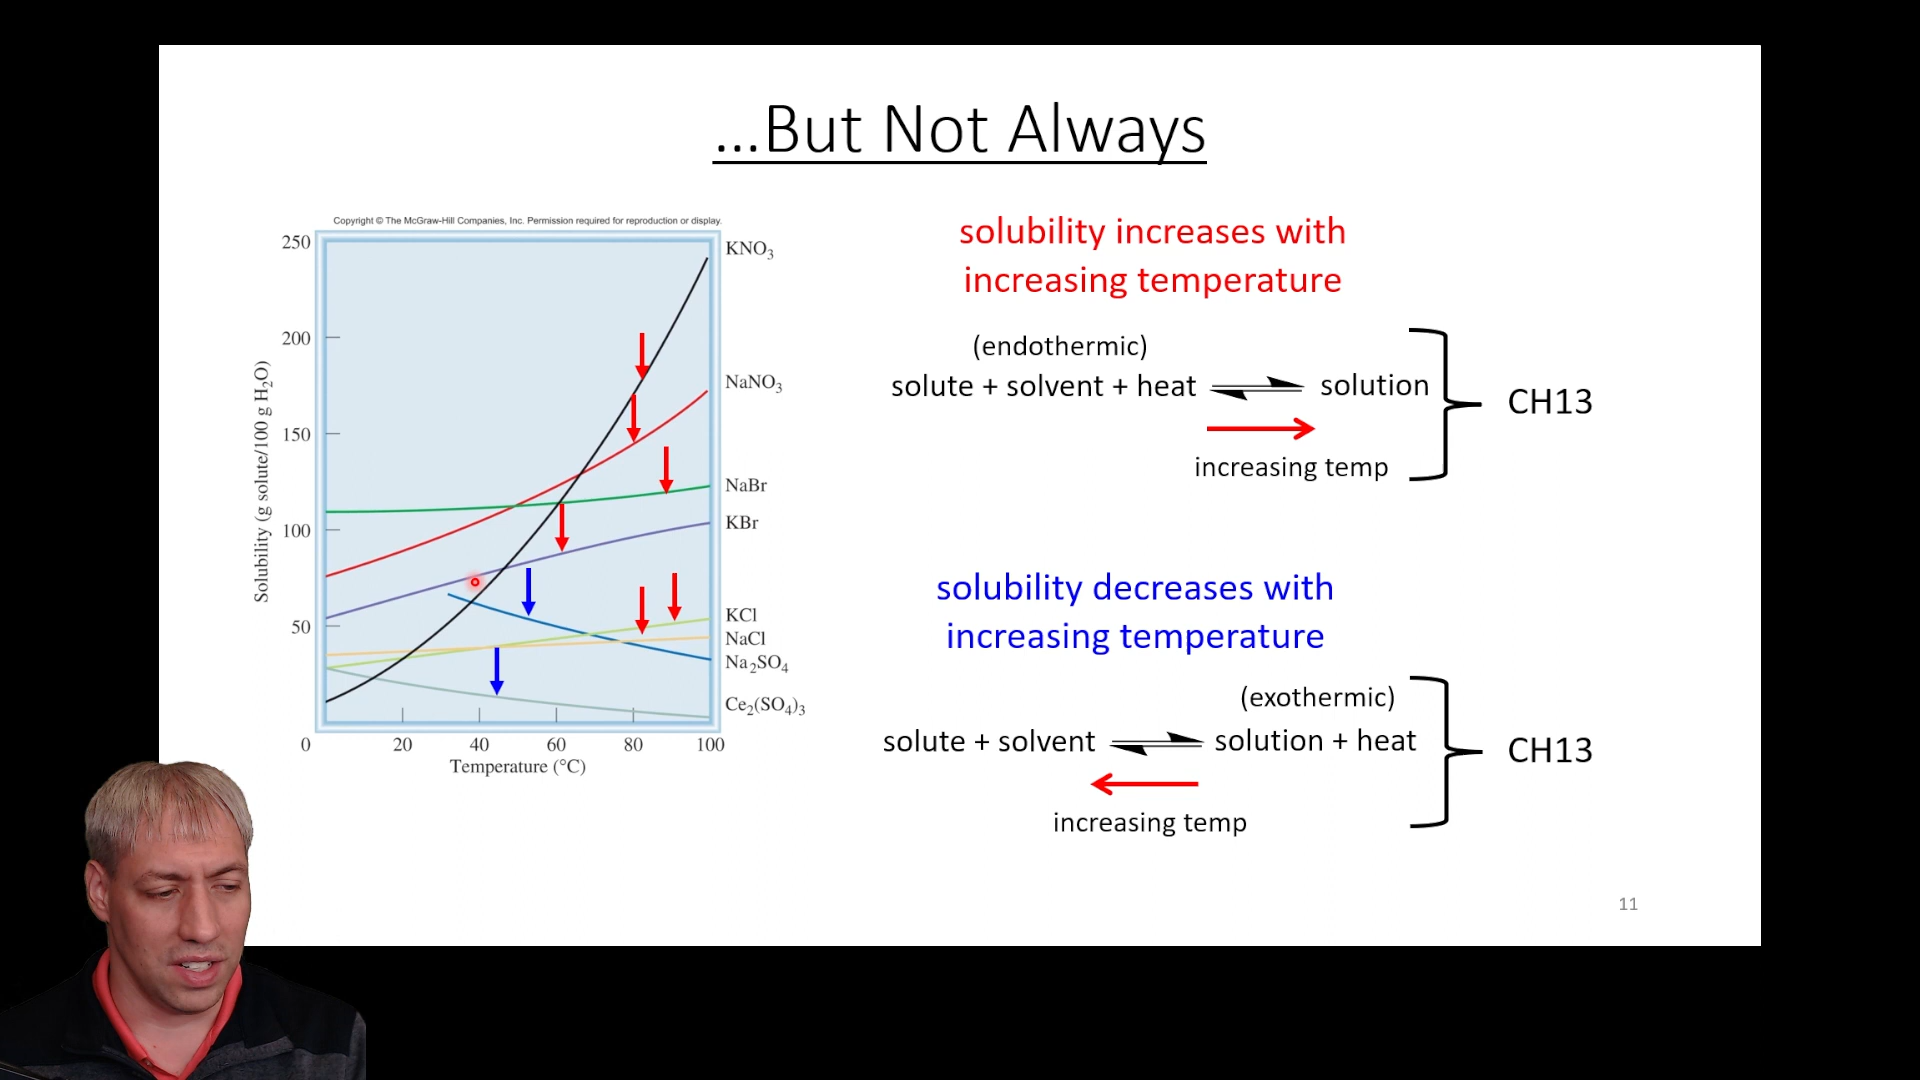 ...But Not Always
Copyright © The McGraw-Hill Companies, Inc. Permission required for reproduction or display.
250
200
150
100
50
0
20
40
60
80
100
Solubility (g solute/100 g H₂O)
Temperature (°C)
KNO₃
NaNO₃
NaBr
KBr
KCl
NaCl
Na₂SO₄
Ce₂(SO₄)₃
solubility increases with
increasing temperature
(endothermic)
solute + solvent + heat ⇌ solution
increasing temp
CH13
solubility decreases with
increasing temperature
(exothermic)
solute + solvent ⇌ solution + heat
increasing temp
CH13
11